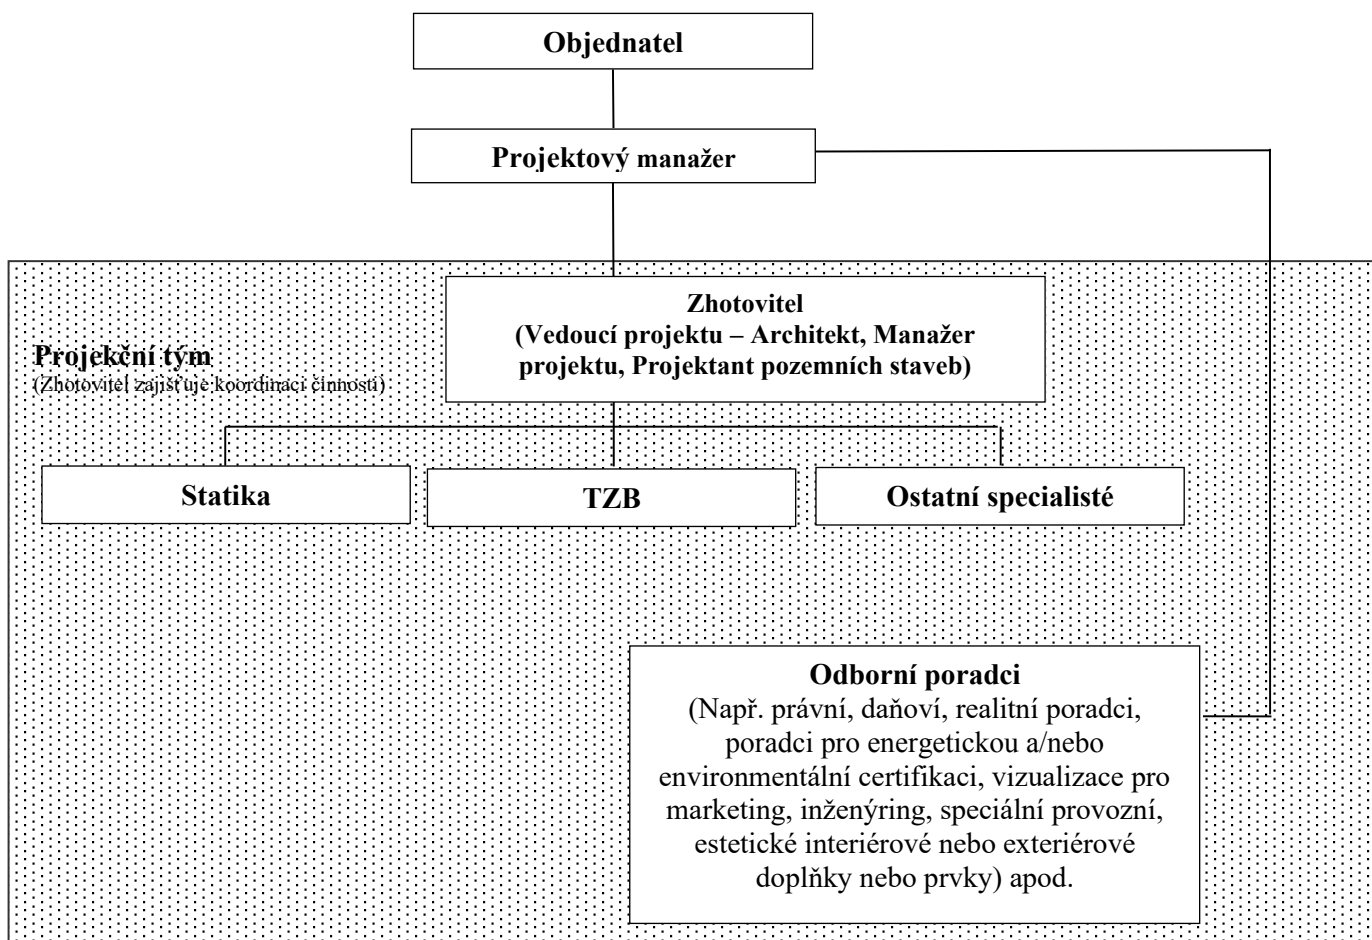 Objednatel
Projektový manažer
Zhotovitel
(Vedoucí projektu – Architekt, Manažer
projektu, Projektant pozemních staveb)
Projekční tým
(Zhotovitel zajišťuje koordinaci činností)
Statika
TZB
Ostatní specialisté
Odborní poradci
(Např. právní, daňoví, realitní poradci,
poradci pro energetickou a/nebo
environmentální certifikaci, vizualizace pro
marketing, inženýring, speciální provozní,
estetické interiérové nebo exteriérové
doplňky nebo prvky) apod.